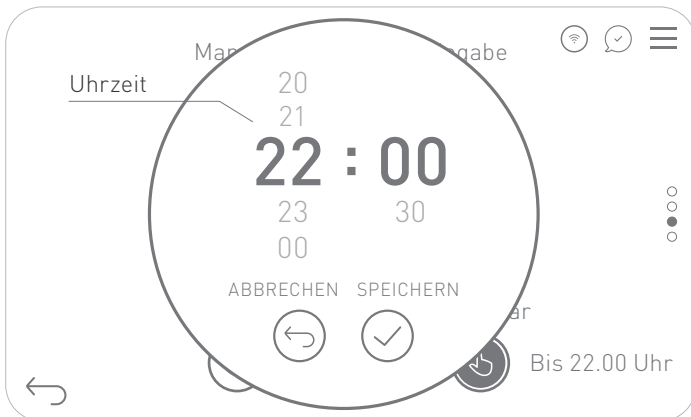 Uhrzeit
20
21
22 : 00
23 30
00
ABBRECHEN SPEICHERN
Bis 22.00 Uhr